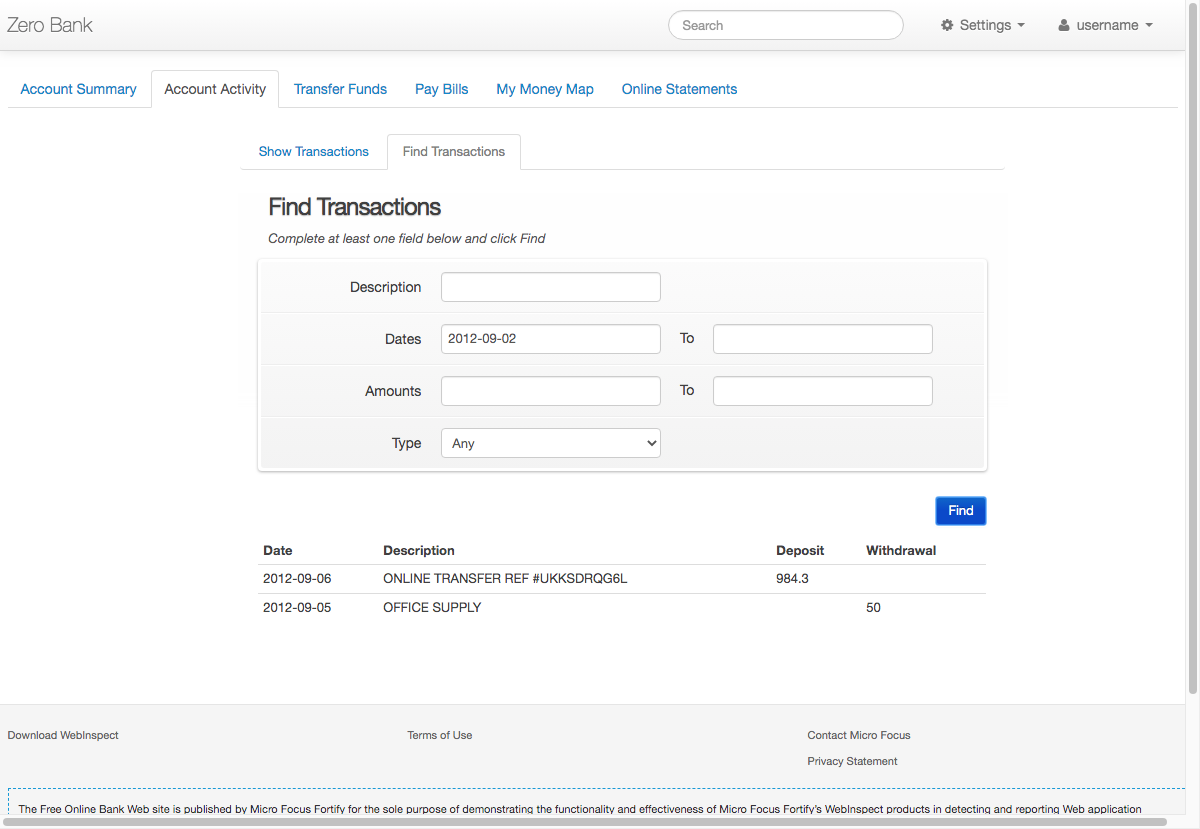 Zero Bank
Search
Settings
username
Account Summary
Account Activity
Transfer Funds
Pay Bills
My Money Map
Online Statements
Show Transactions
Find Transactions
Find Transactions
Complete at least one field below and click Find
Description
Dates 2012-09-02 To
Amounts To
Type Any
Find
Date Description Deposit Withdrawal
2012-09-06 ONLINE TRANSFER REF #UKKSDRQG6L 984.3
2012-09-05 OFFICE SUPPLY 50
Download WebInspect
Terms of Use
Contact Micro Focus
Privacy Statement
The Free Online Bank Web site is published by Micro Focus Fortify for the sole purpose of demonstrating the functionality and effectiveness of Micro Focus Fortify's WebInspect products in detecting and reporting Web application